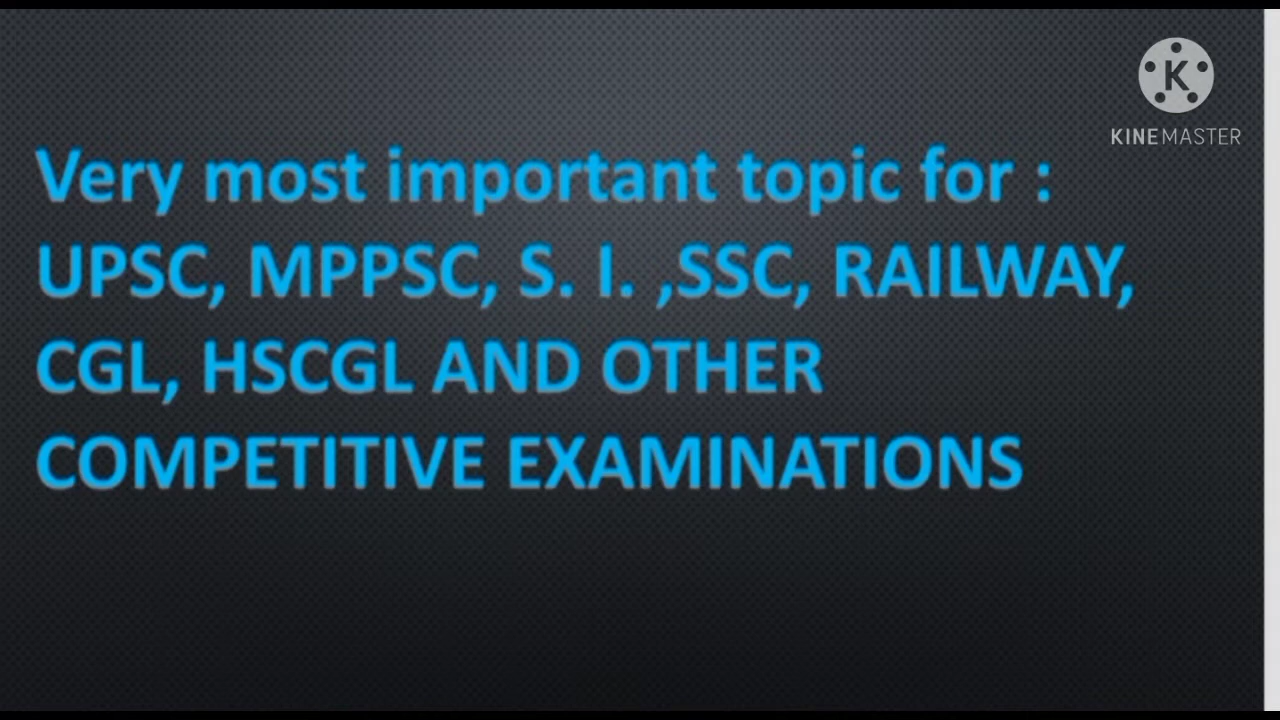 K
KINEMASTER
Very most important topic for :
UPSC, MPPSC, S. I. ,SSC, RAILWAY,
CGL, HSCGL AND OTHER
COMPETITIVE EXAMINATIONS